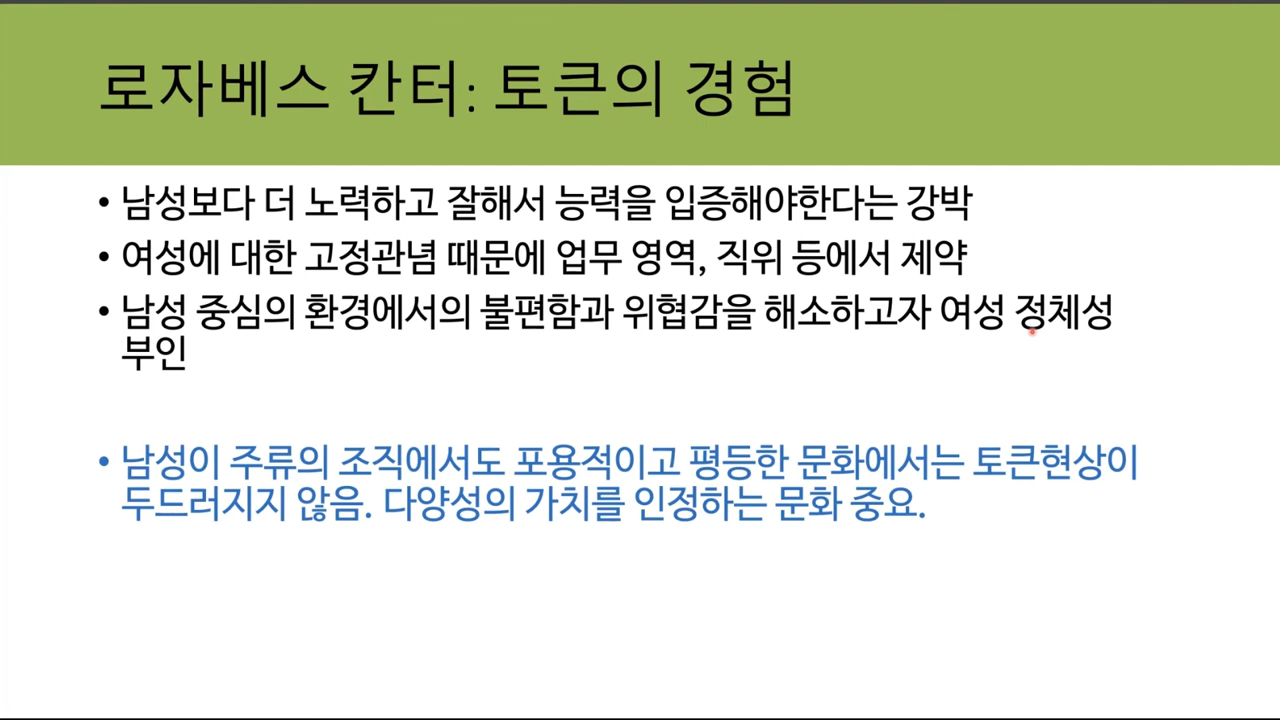 로자베스 칸터: 토큰의 경험
• 남성보다 더 노력하고 잘해서 능력을 입증해야한다는 강박
• 여성에 대한 고정관념 때문에 업무 영역, 직위 등에서 제약
• 남성 중심의 환경에서의 불편함과 위협감을 해소하고자 여성 정체성
부인
• 남성이 주류의 조직에서도 포용적이고 평등한 문화에서는 토큰현상이
두드러지지 않음. 다양성의 가치를 인정하는 문화 중요.